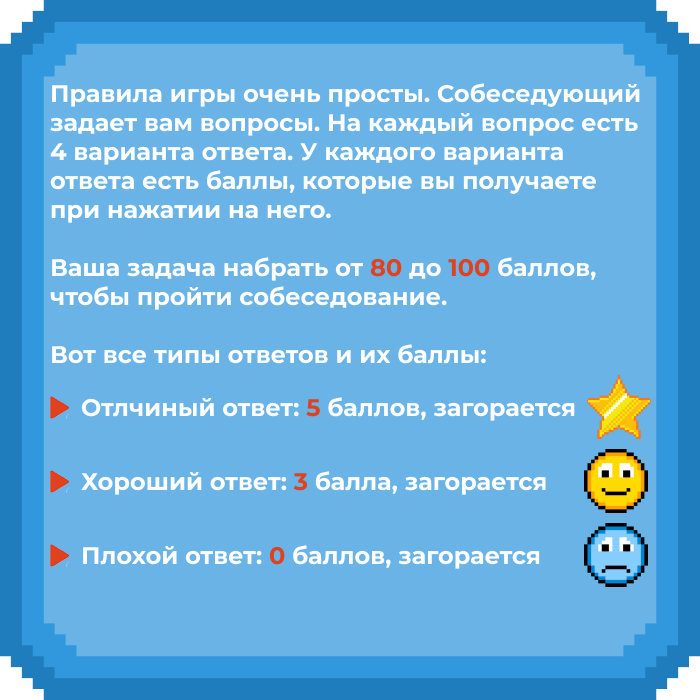 Правила игры очень просты. Собеседующий
задает вам вопросы. На каждый вопрос есть
4 варианта ответа. У каждого варианта
ответа есть баллы, которые вы получаете
при нажатии на него.
Ваша задача набрать от 80 до 100 баллов,
чтобы пройти собеседование.
Вот все типы ответов и их баллы:
Отлчиный ответ: 5 баллов, загорается
Хороший ответ: 3 балла, загорается
Плохой ответ: 0 баллов, загорается